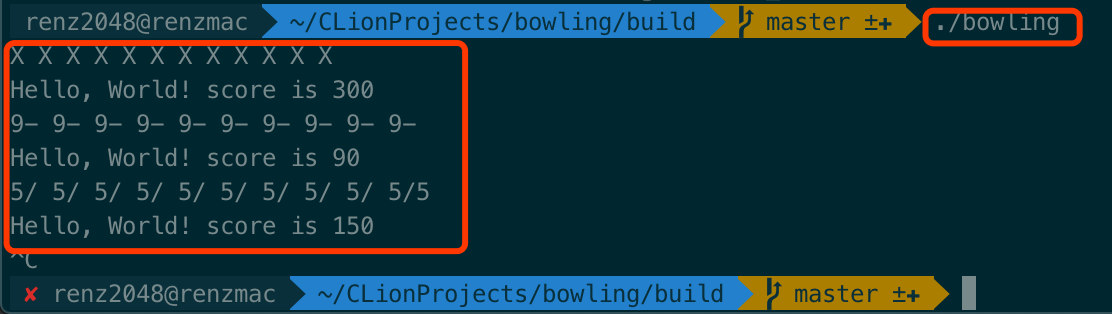 renz2048@renzmac ~/CLionProjects/bowling/build master ±✚ ./bowling
X X X X X X X X X X X X
Hello, World! score is 300
9- 9- 9- 9- 9- 9- 9- 9- 9- 9-
Hello, World! score is 90
5/ 5/ 5/ 5/ 5/ 5/ 5/ 5/ 5/ 5/5
Hello, World! score is 150
^C
✘ renz2048@renzmac ~/CLionProjects/bowling/build master ±✚